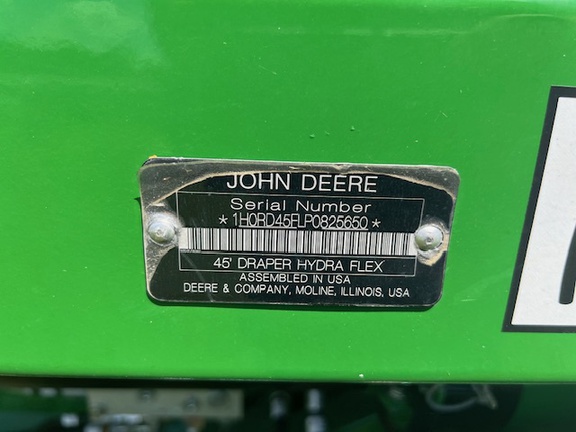 JOHN DEERE
Serial Number
*1H0RD45FLP0825650*
45' DRAPER HYDRA FLEX
ASSEMBLED IN USA
DEERE & COMPANY, MOLINE, ILLINOIS, USA